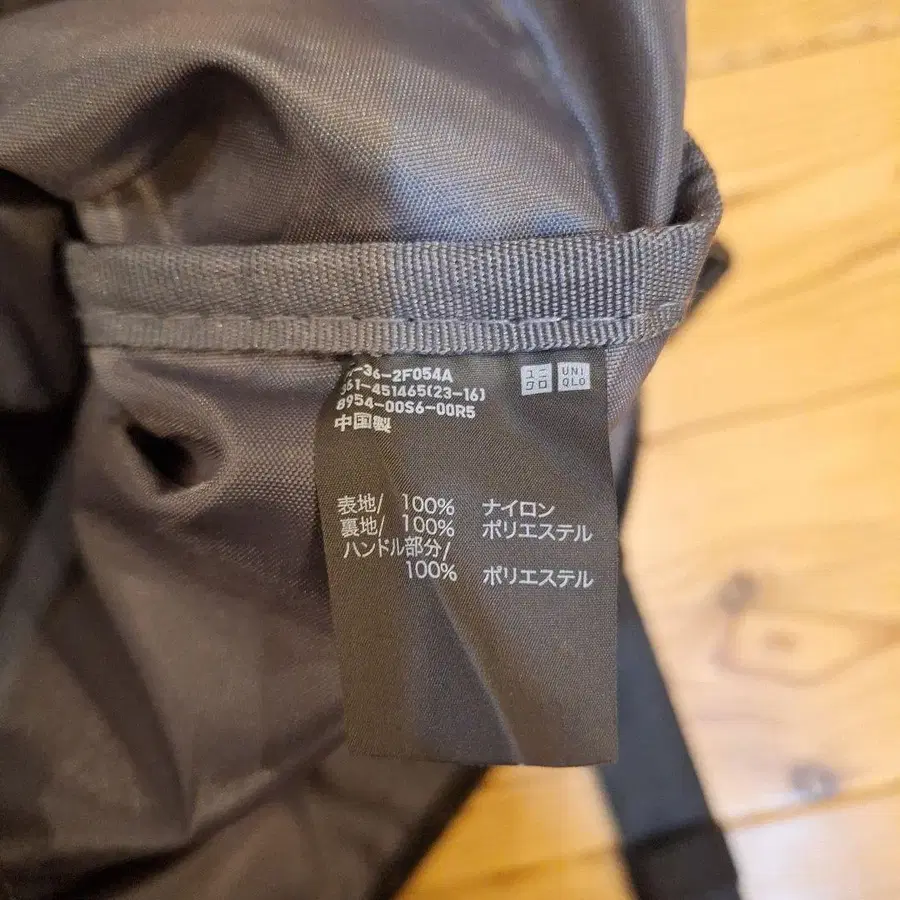 -36-2F054A
361-451465(23-16)
8954-00S6-00R5
中国製
ユニクロ
UNIQLO
表地/ 100% ナイロン
裏地/ 100% ポリエステル
ハンドル部分/
100% ポリエステル